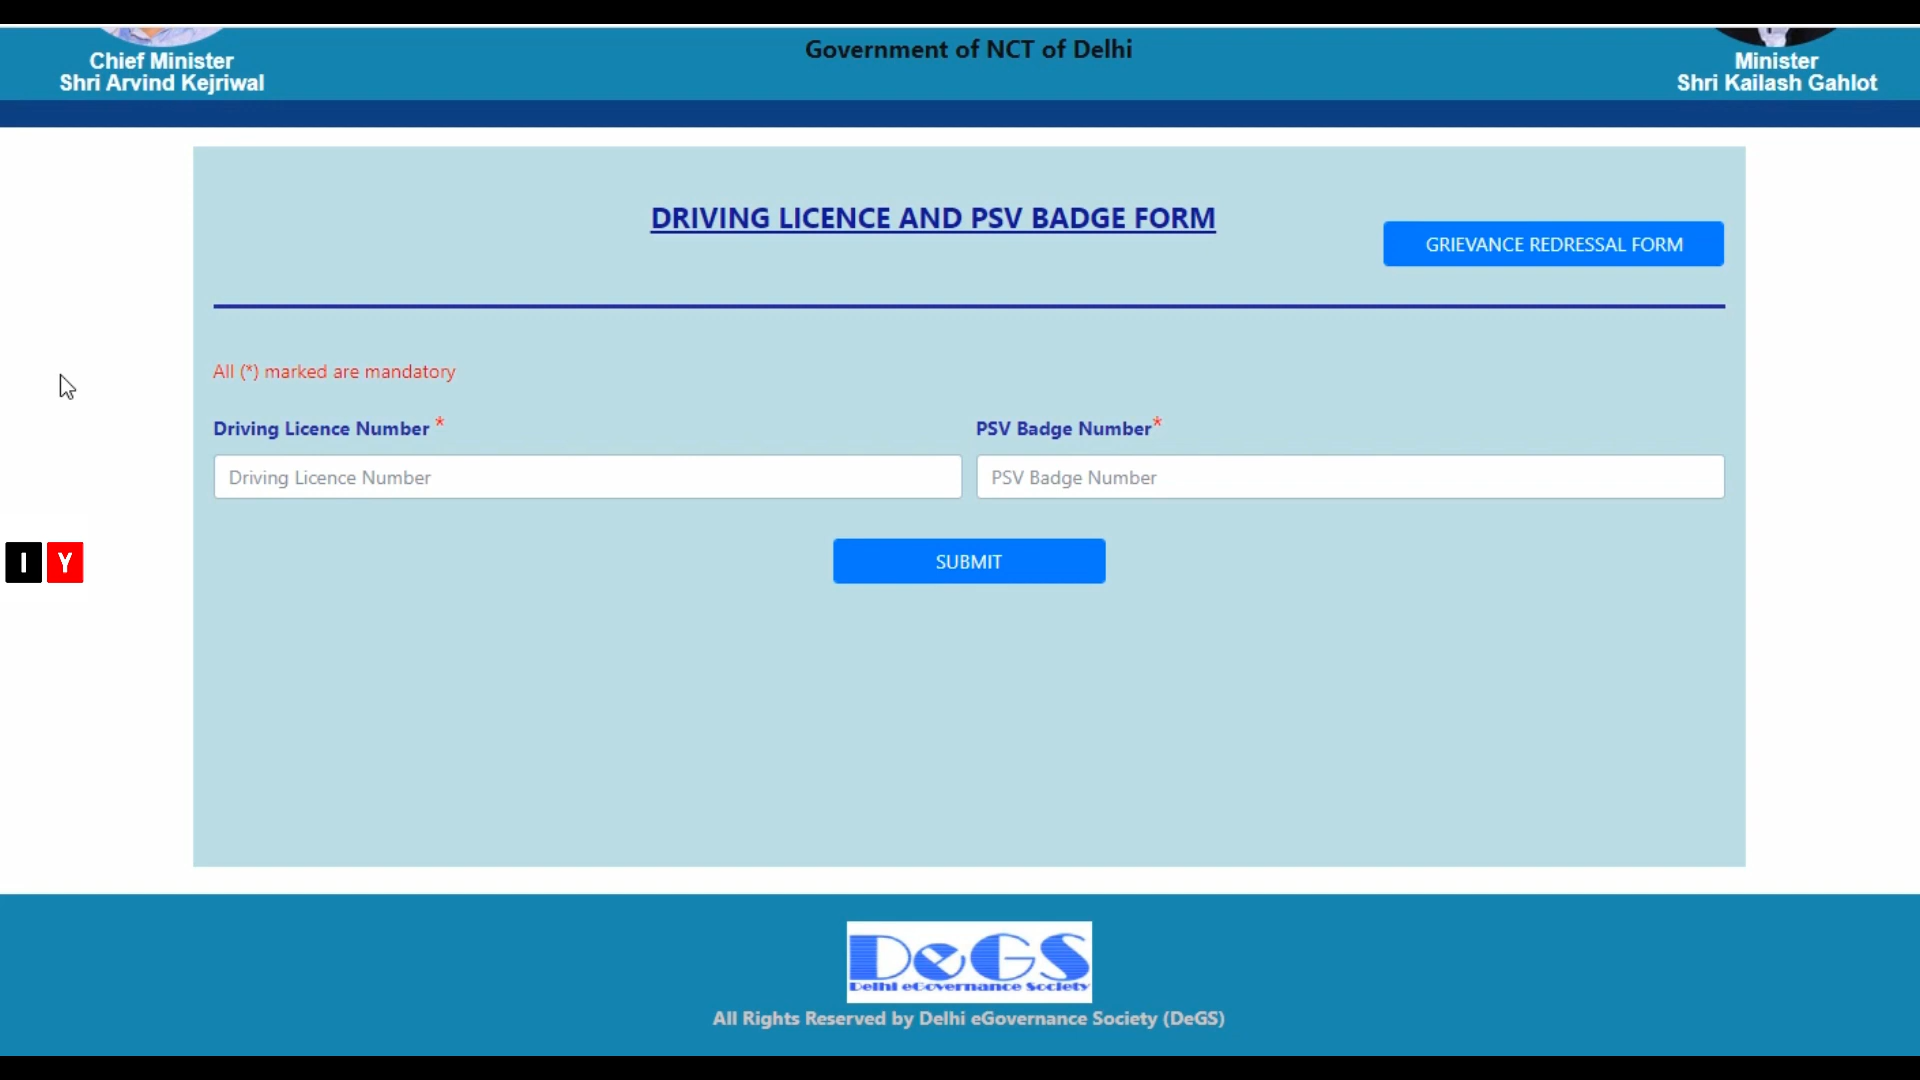 Chief Minister
Shri Arvind Kejriwal
Government of NCT of Delhi
Minister
Shri Kailash Gahlot
DRIVING LICENCE AND PSV BADGE FORM
GRIEVANCE REDRESSAL FORM
All (*) marked are mandatory
Driving Licence Number *
PSV Badge Number*
Driving Licence Number
PSV Badge Number
I Y
SUBMIT
DeGS
Delhi eGovernance Society
All Rights Reserved by Delhi eGovernance Society (DeGS)